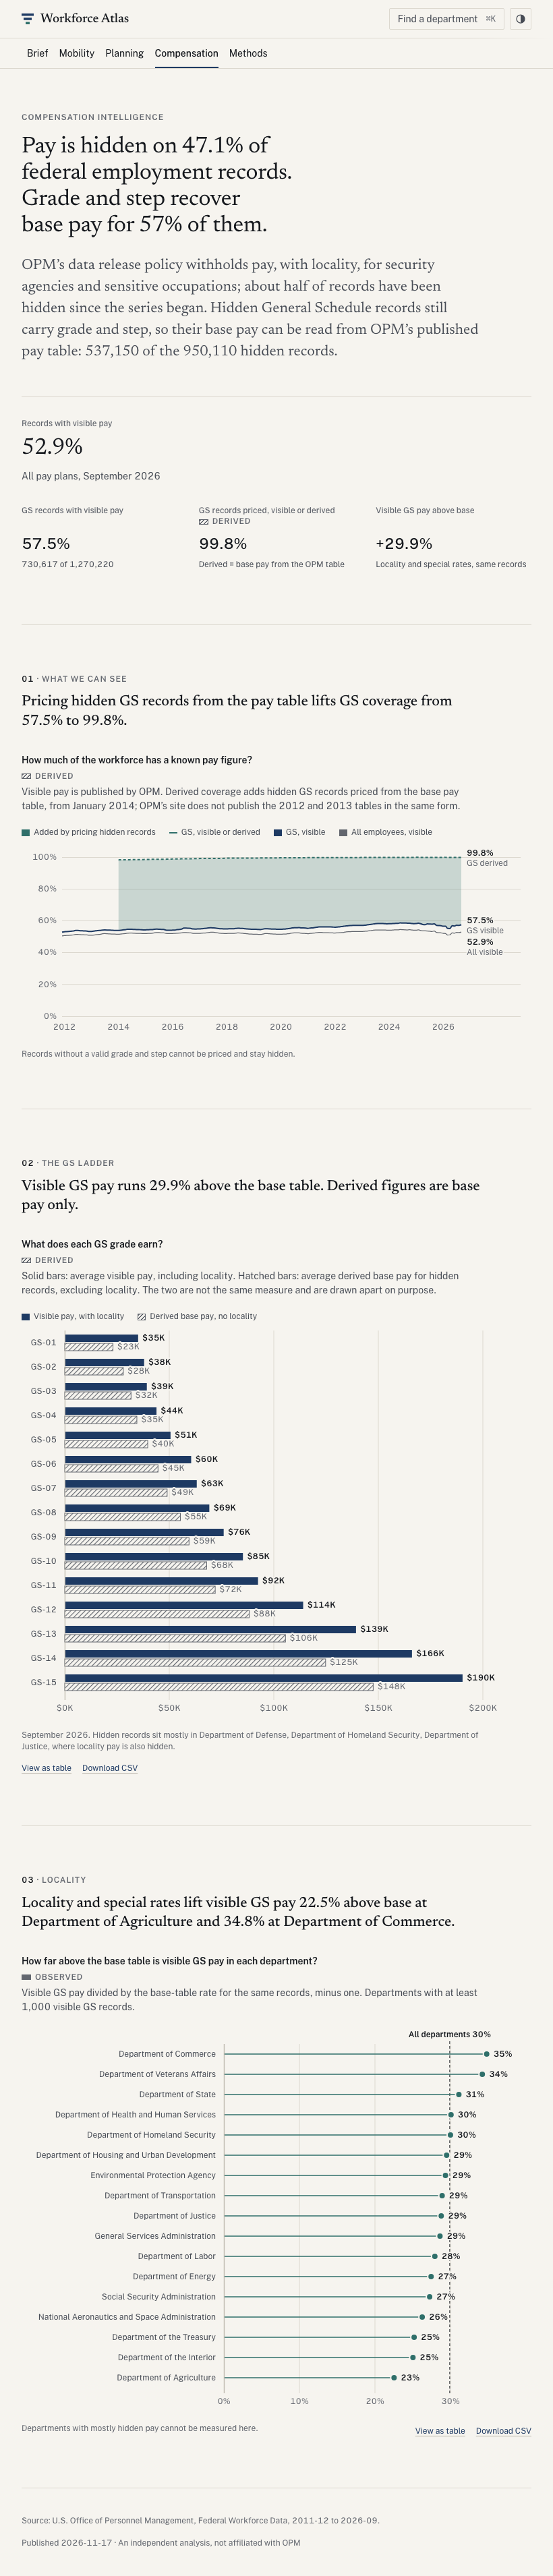 Workforce Atlas
Find a department ⌘K
Brief Mobility Planning Compensation Methods
COMPENSATION INTELLIGENCE
Pay is hidden on 47.1% of
federal employment records.
Grade and step recover
base pay for 57% of them.
OPM’s data release policy withholds pay, with locality, for security
agencies and sensitive occupations; about half of records have been
hidden since the series began. Hidden General Schedule records still
carry grade and step, so their base pay can be read from OPM’s published
pay table: 537,150 of the 950,110 hidden records.
Records with visible pay
52.9%
All pay plans, September 2026
GS records with visible pay
57.5%
730,617 of 1,270,220
GS records priced, visible or derived
DERIVED
99.8%
Derived = base pay from the OPM table
Visible GS pay above base
+29.9%
Locality and special rates, same records
01 · WHAT WE CAN SEE
Pricing hidden GS records from the pay table lifts GS coverage from
57.5% to 99.8%.
How much of the workforce has a known pay figure?
DERIVED
Visible pay is published by OPM. Derived coverage adds hidden GS records priced from the base pay
table, from January 2014; OPM’s site does not publish the 2012 and 2013 tables in the same form.
Added by pricing hidden records GS, visible or derived GS, visible All employees, visible
100%
80%
60%
40%
20%
0%
99.8%
GS derived
57.5%
GS visible
52.9%
All visible
2012 2014 2016 2018 2020 2022 2024 2026
Records without a valid grade and step cannot be priced and stay hidden.
02 · THE GS LADDER
Visible GS pay runs 29.9% above the base table. Derived figures are base
pay only.
What does each GS grade earn?
DERIVED
Solid bars: average visible pay, including locality. Hatched bars: average derived base pay for hidden
records, excluding locality. The two are not the same measure and are drawn apart on purpose.
Visible pay, with locality Derived base pay, no locality
GS-01 $35K $23K
GS-02 $38K $28K
GS-03 $39K $32K
GS-04 $44K $35K
GS-05 $51K $40K
GS-06 $60K $45K
GS-07 $63K $49K
GS-08 $69K $55K
GS-09 $76K $59K
GS-10 $85K $68K
GS-11 $92K $72K
GS-12 $114K $88K
GS-13 $139K $106K
GS-14 $166K $125K
GS-15 $190K $148K
$0K $50K $100K $150K $200K
September 2026. Hidden records sit mostly in Department of Defense, Department of Homeland Security, Department of
Justice, where locality pay is also hidden.
View as table Download CSV
03 · LOCALITY
Locality and special rates lift visible GS pay 22.5% above base at
Department of Agriculture and 34.8% at Department of Commerce.
How far above the base table is visible GS pay in each department?
OBSERVED
Visible GS pay divided by the base-table rate for the same records, minus one. Departments with at least
1,000 visible GS records.
All departments 30%
Department of Commerce 35%
Department of Veterans Affairs 34%
Department of State 31%
Department of Health and Human Services 30%
Department of Homeland Security 30%
Department of Housing and Urban Development 29%
Environmental Protection Agency 29%
Department of Transportation 29%
Department of Justice 29%
General Services Administration 29%
Department of Labor 28%
Department of Energy 27%
Social Security Administration 27%
National Aeronautics and Space Administration 26%
Department of the Treasury 25%
Department of the Interior 25%
Department of Agriculture 23%
0% 10% 20% 30%
Departments with mostly hidden pay cannot be measured here.
View as table Download CSV
Source: U.S. Office of Personnel Management, Federal Workforce Data, 2011-12 to 2026-09.
Published 2026-11-17 · An independent analysis, not affiliated with OPM